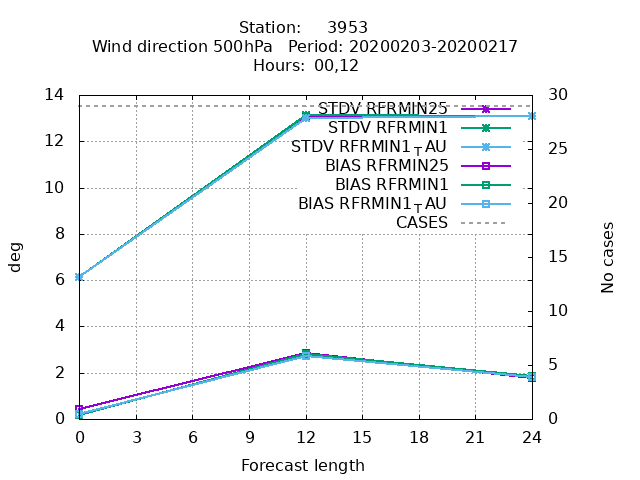 Station: 3953
Wind direction 500hPa Period: 20200203-20200217
Hours: 00,12
14
12
10
8
6
4
2
0
deg
30
25
20
15
10
5
0
No cases
STDV RFRMIN25
STDV RFRMIN1
STDV RFRMIN1TAU
BIAS RFRMIN25
BIAS RFRMIN1
BIAS RFRMIN1TAU
CASES
0 3 6 9 12 15 18 21 24
Forecast length